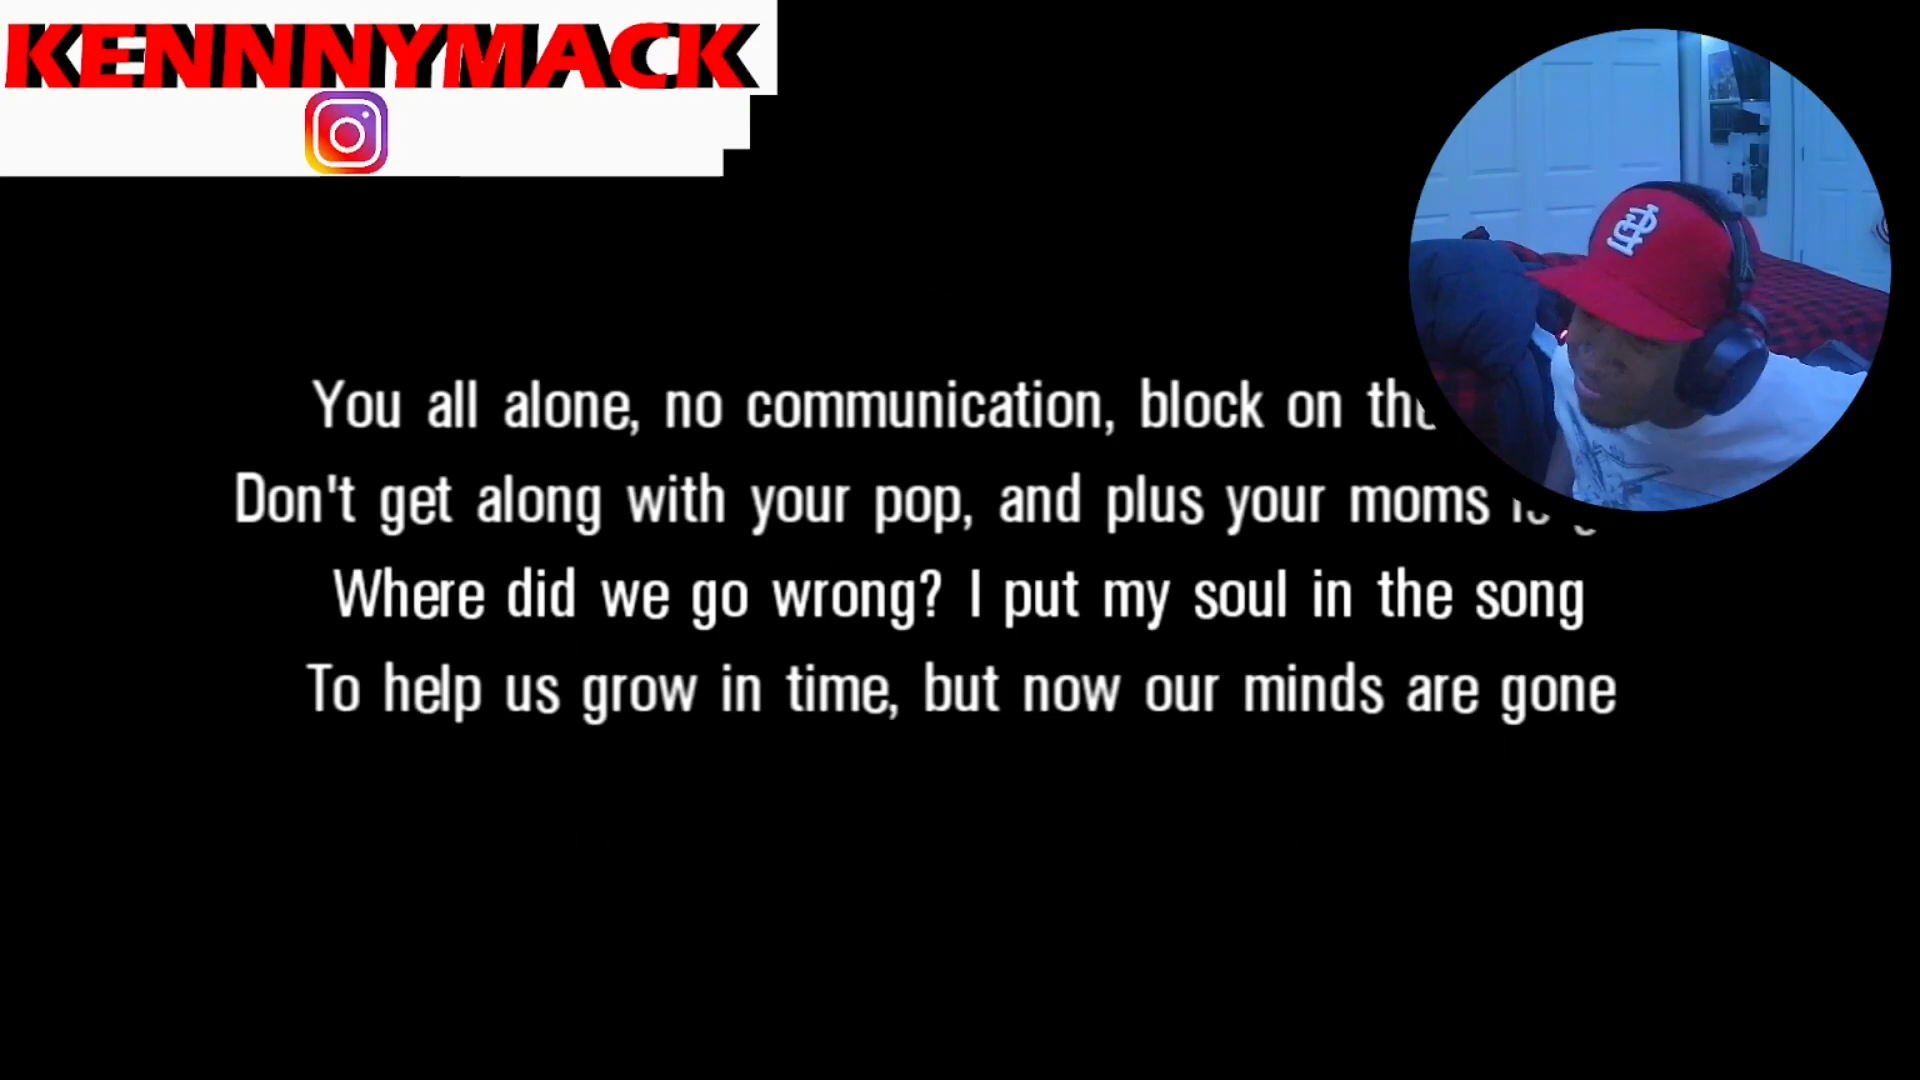 KENNNYMACK
You all alone, no communication, block on the
Don't get along with your pop, and plus your moms
Where did we go wrong? I put my soul in the song
To help us grow in time, but now our minds are gone